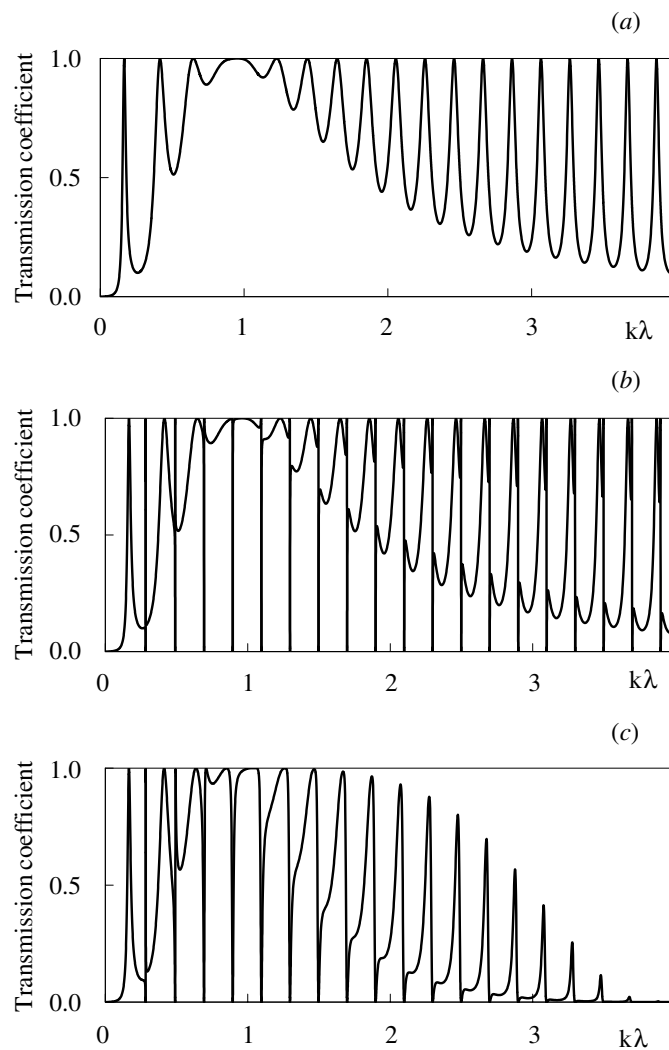 (a)
Transmission coefficient
1.0
0.5
0.0
0 1 2 3 kλ
(b)
Transmission coefficient
1.0
0.5
0.0
0 1 2 3 kλ
(c)
Transmission coefficient
1.0
0.5
0.0
0 1 2 3 kλ